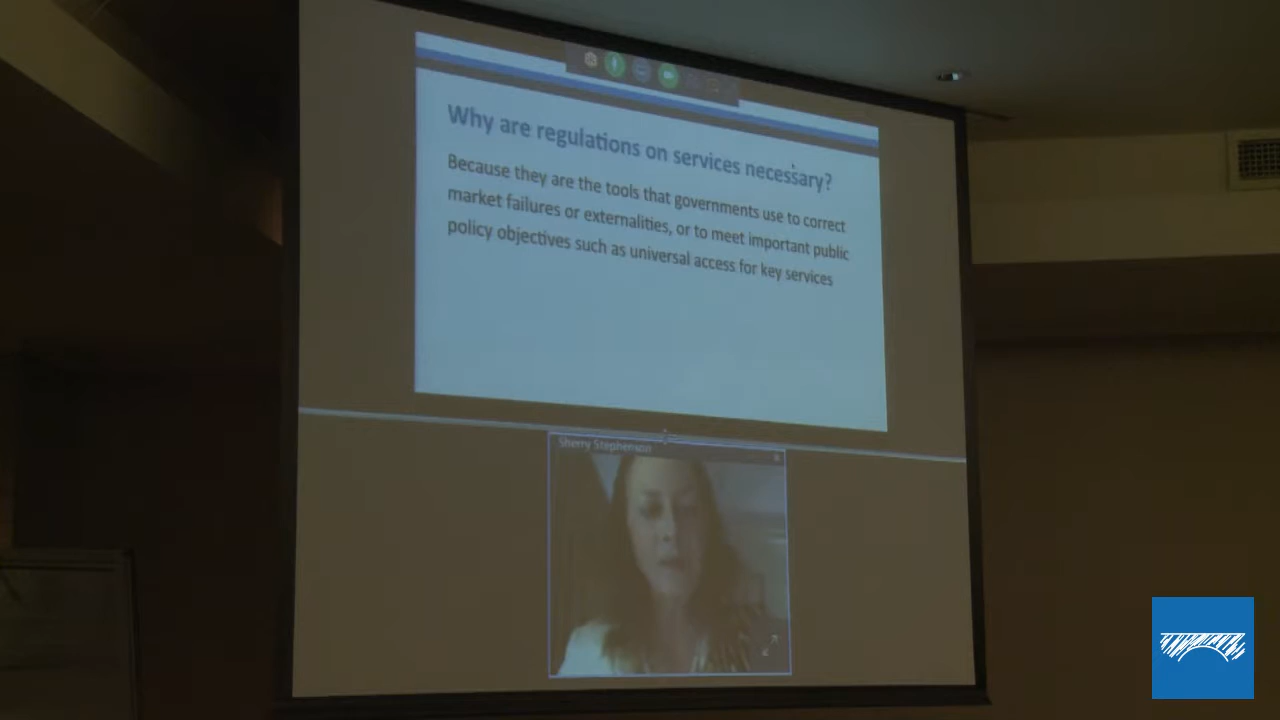 Why are regulations on services necessary?
Because they are the tools that governments use to correct
market failures or externalities, or to meet important public
policy objectives such as universal access for key services
Sherry Stephenson